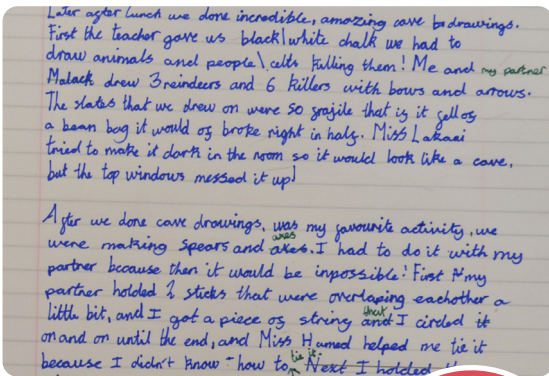 Later after lunch we done incredible, amazing cave drawings.
First the teacher gave us black\white chalk we had to
draw animals and people\celts killing them! Me and my partner
Malack drew 3 reindeers and 6 killers with bows and arrows.
The slates that we drew on were so fragile that if it fell of
a bean bag it would of broke right in half. Miss Lakaei
tried to make it dark in the room so it would look like a cave,
but the top windows messed it up!
After we done cave drawings, was my favourite activity, we
axes
were making spears and axes. I had to do it with my
partner because then it would be inpossible! First my
partner holded 2 sticks that were overlaping eachother a
that
little bit, and I got a piece of string and I circled it
on and on until the end, and Miss Hamed helped me tie it
tie it.
because I didn't know how to Next I holded